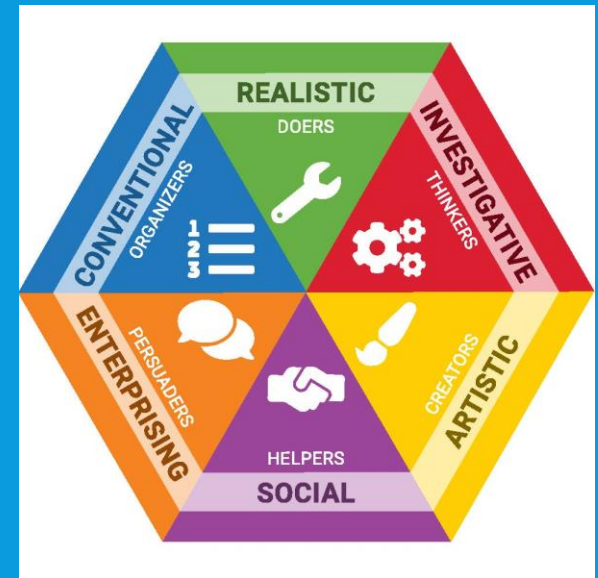 REALISTIC
DOERS
INVESTIGATIVE
THINKERS
ARTISTIC
CREATORS
SOCIAL
HELPERS
ENTERPRISING
PERSUADERS
CONVENTIONAL
ORGANIZERS
1
2
3